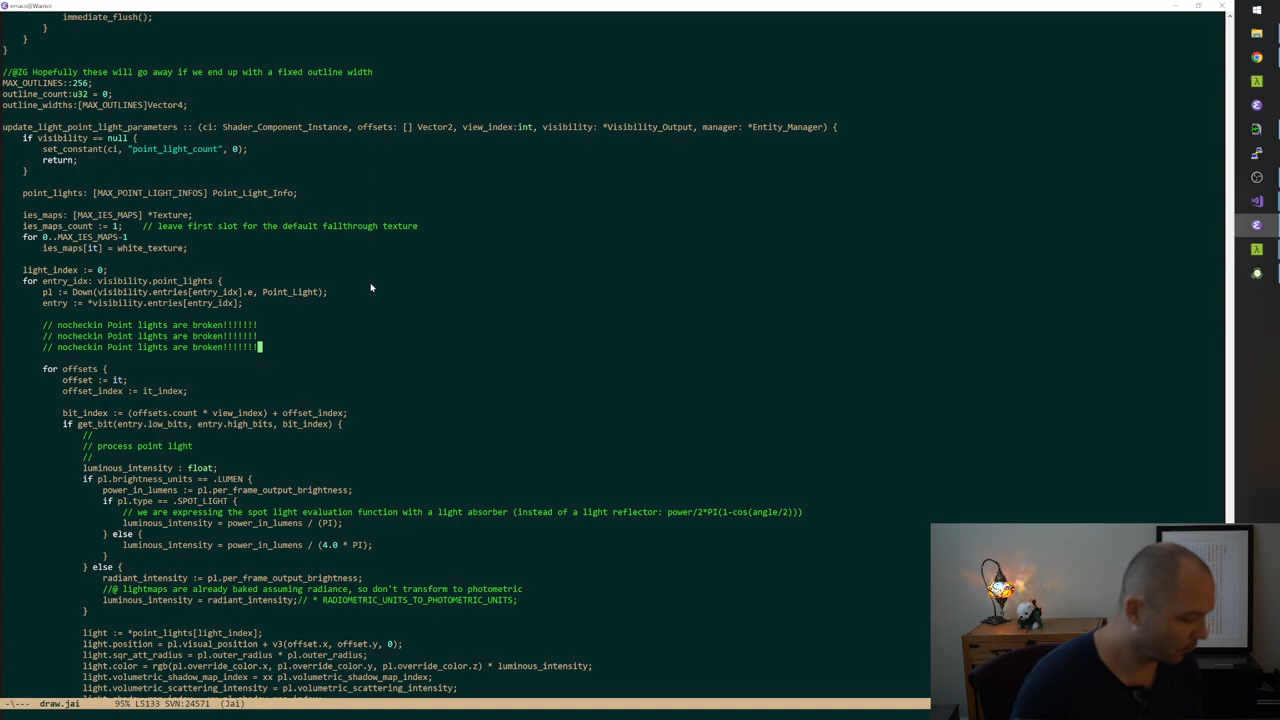 emacs@Warrior
immediate_flush();
}
}
}
//@ZG Hopefully these will go away if we end up with a fixed outline width
MAX_OUTLINES::256;
outline_count:u32 = 0;
outline_widths:[MAX_OUTLINES]Vector4;
update_light_point_light_parameters :: (ci: Shader_Component_Instance, offsets: [] Vector2, view_index:int, visibility: *Visibility_Output, manager: *Entity_Manager) {
if visibility == null {
set_constant(ci, "point_light_count", 0);
return;
}
point_lights: [MAX_POINT_LIGHT_INFOS] Point_Light_Info;
ies_maps: [MAX_IES_MAPS] *Texture;
ies_maps_count := 1;    // leave first slot for the default fallthrough texture
for 0..MAX_IES_MAPS-1
ies_maps[it] = white_texture;
light_index := 0;
for entry_idx: visibility.point_lights {
pl := Down(visibility.entries[entry_idx].e, Point_Light);
entry := *visibility.entries[entry_idx];
// nocheckin Point lights are broken!!!!!!!
// nocheckin Point lights are broken!!!!!!!
// nocheckin Point lights are broken!!!!!!!
for offsets {
offset := it;
offset_index := it_index;
bit_index := (offsets.count * view_index) + offset_index;
if get_bit(entry.low_bits, entry.high_bits, bit_index) {
//
// process point light
//
luminous_intensity : float;
if pl.brightness_units == .LUMEN {
power_in_lumens := pl.per_frame_output_brightness;
if pl.type == .SPOT_LIGHT {
// we are expressing the spot light evaluation function with a light absorber (instead of a light reflector: power/2*PI(1-cos(angle/2)))
luminous_intensity = power_in_lumens / (PI);
} else {
luminous_intensity = power_in_lumens / (4.0 * PI);
}
} else {
radiant_intensity := pl.per_frame_output_brightness;
//@ lightmaps are already baked assuming radiance, so don't transform to photometric
luminous_intensity = radiant_intensity;// * RADIOMETRIC_UNITS_TO_PHOTOMETRIC_UNITS;
}
light := *point_lights[light_index];
light.position = pl.visual_position + v3(offset.x, offset.y, 0);
light.sqr_att_radius = pl.outer_radius * pl.outer_radius;
light.color = rgb(pl.override_color.x, pl.override_color.y, pl.override_color.z) * luminous_intensity;
light.volumetric_shadow_map_index = xx pl.volumetric_shadow_map_index;
light.volumetric_scattering_intensity = pl.volumetric_scattering_intensity;
-\--- draw.jai 95% L5133 SVN:24571 (Jai)